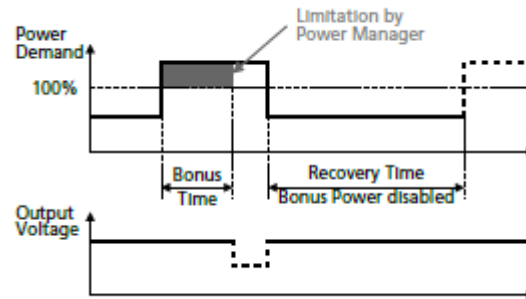 Limitation by
Power Manager
Power
Demand
100%
Bonus
Time
Recovery Time
Bonus Power disabled
Output
Voltage